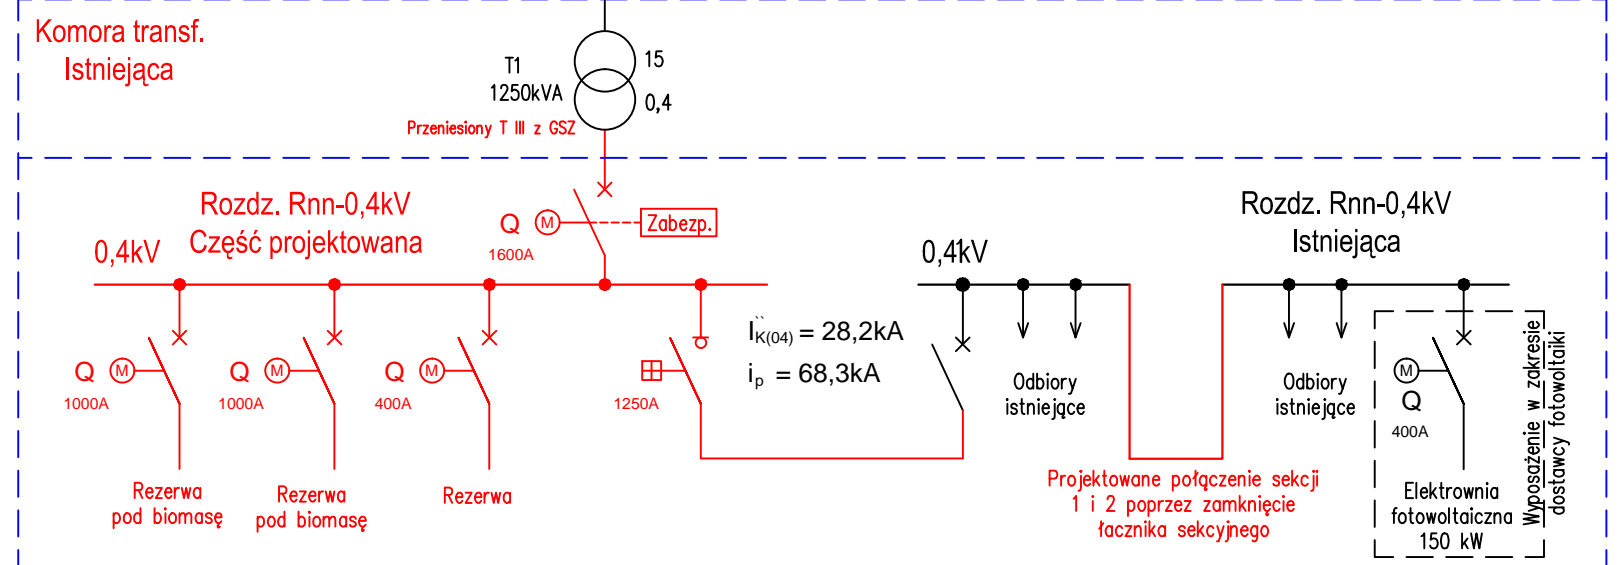 Komora transf.
Istniejąca
T1
1250kVA
15
0,4
Przeniesiony T III z GSZ
Rozdz. Rnn-0,4kV
Część projektowana
0,4kV
Q
M
1600A
Zabezp.
Rozdz. Rnn-0,4kV
Istniejąca
0,4kV
Q
M
1000A
Q
M
1000A
Q
M
400A
1250A
I``K(04) = 28,2kA
ip = 68,3kA
Odbiory
istniejące
Odbiory
istniejące
M
Q
400A
Rezerwa
pod biomasę
Rezerwa
pod biomasę
Rezerwa
Projektowane połączenie sekcji
1 i 2 poprzez zamknięcie
łacznika sekcyjnego
Elektrownia
fotowoltaiczna
150 kW
Wyposażenie w zakresie
dostawcy fotowoltaiki